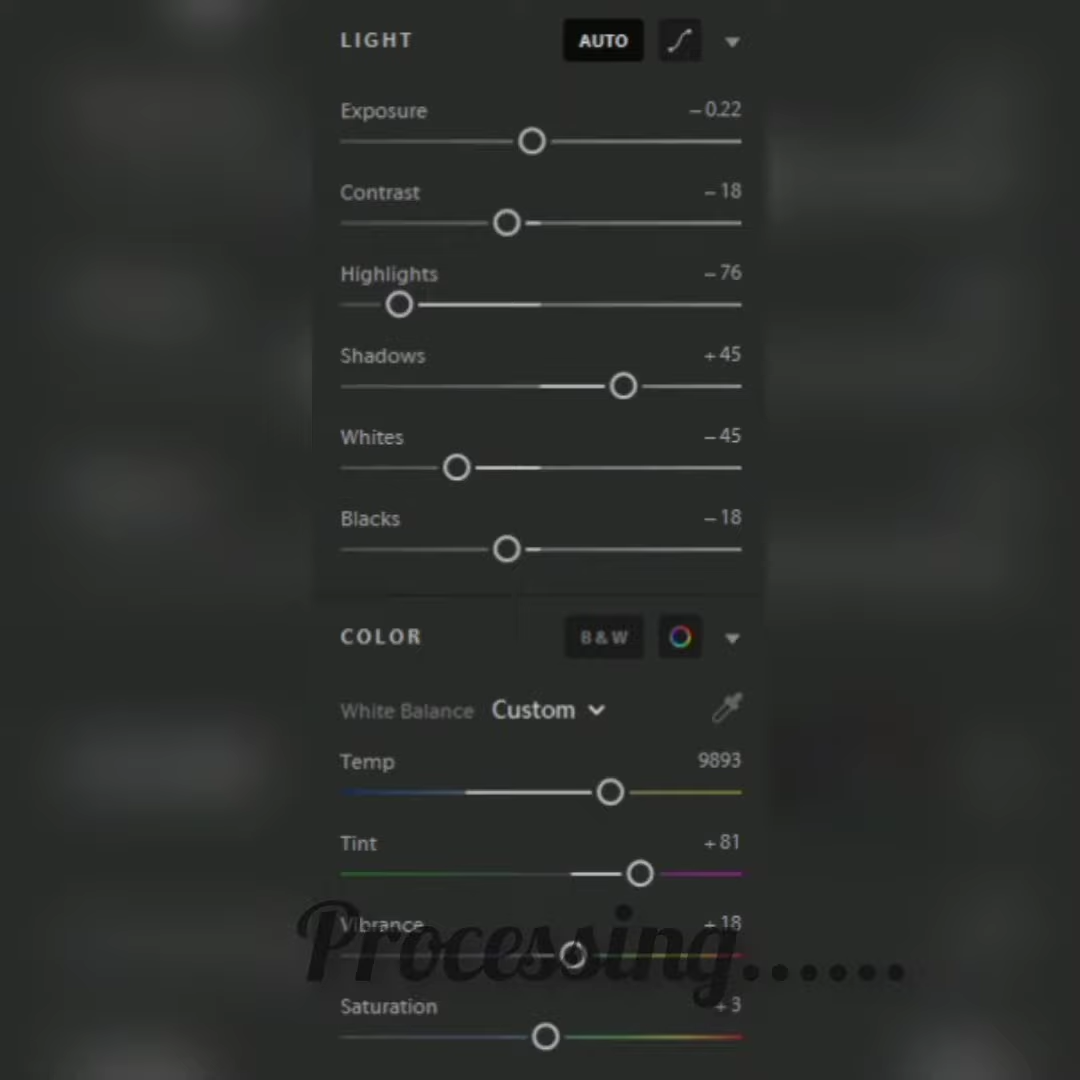 LIGHT AUTO
Exposure – 0.22
Contrast – 18
Highlights – 76
Shadows + 45
Whites – 45
Blacks – 18
COLOR B & W
White Balance Custom
Temp 9893
Tint + 81
Vibrance + 18
Processing......
Saturation + 3